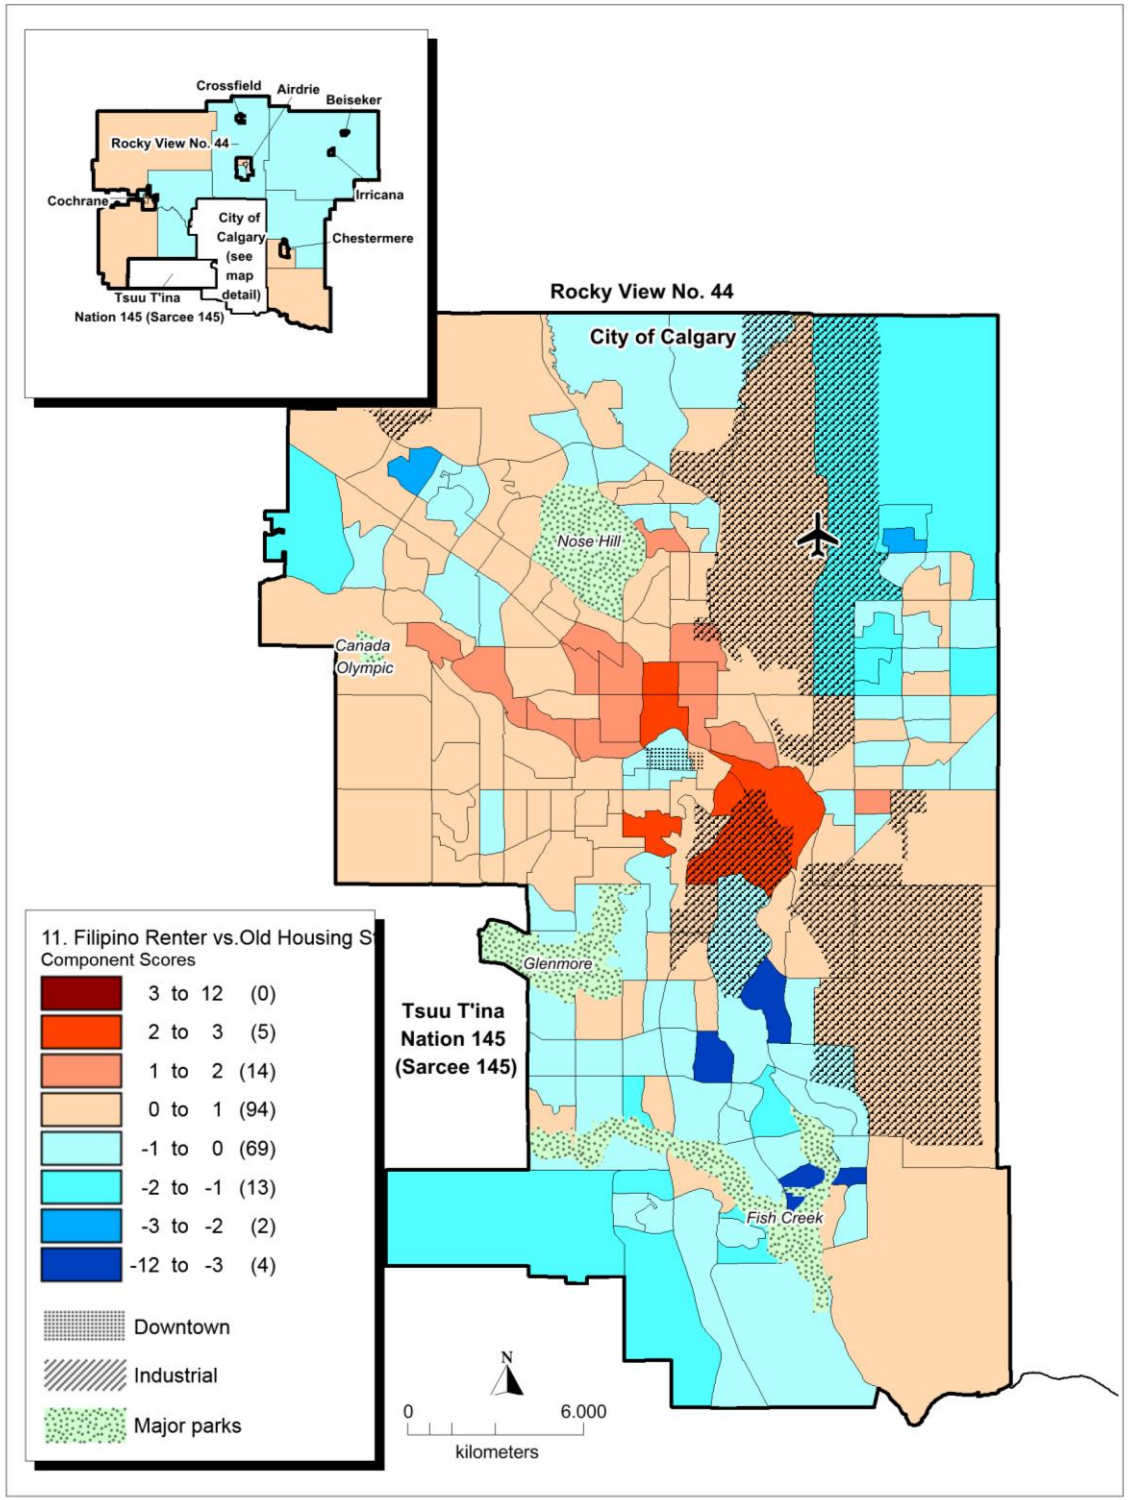 Crossfield
Airdrie
Beiseker
Rocky View No. 44
Cochrane
Irricana
City of
Calgary
(see
map
detail)
Chestermere
Tsuu T'ina
Nation 145 (Sarcee 145)
Rocky View No. 44
City of Calgary
Nose Hill
Canada
Olympic
Glenmore
Tsuu T'ina
Nation 145
(Sarcee 145)
Fish Creek
11. Filipino Renter vs.Old Housing S
Component Scores
3 to 12 (0)
2 to 3 (5)
1 to 2 (14)
0 to 1 (94)
-1 to 0 (69)
-2 to -1 (13)
-3 to -2 (2)
-12 to -3 (4)
Downtown
Industrial
Major parks
N
0 6.000
kilometers